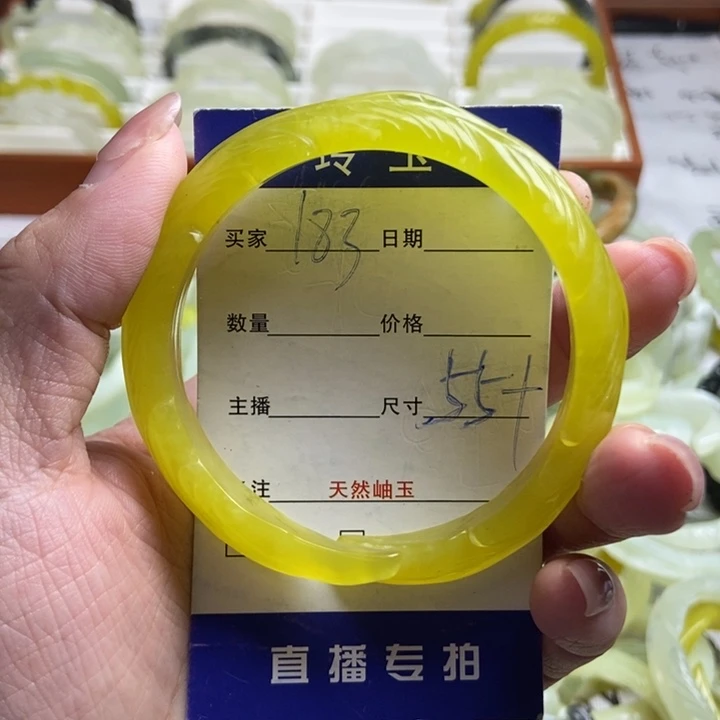 玉
买家 183 日期
数量 价格
主播 尺寸 55+
注 天然岫玉
直播专拍